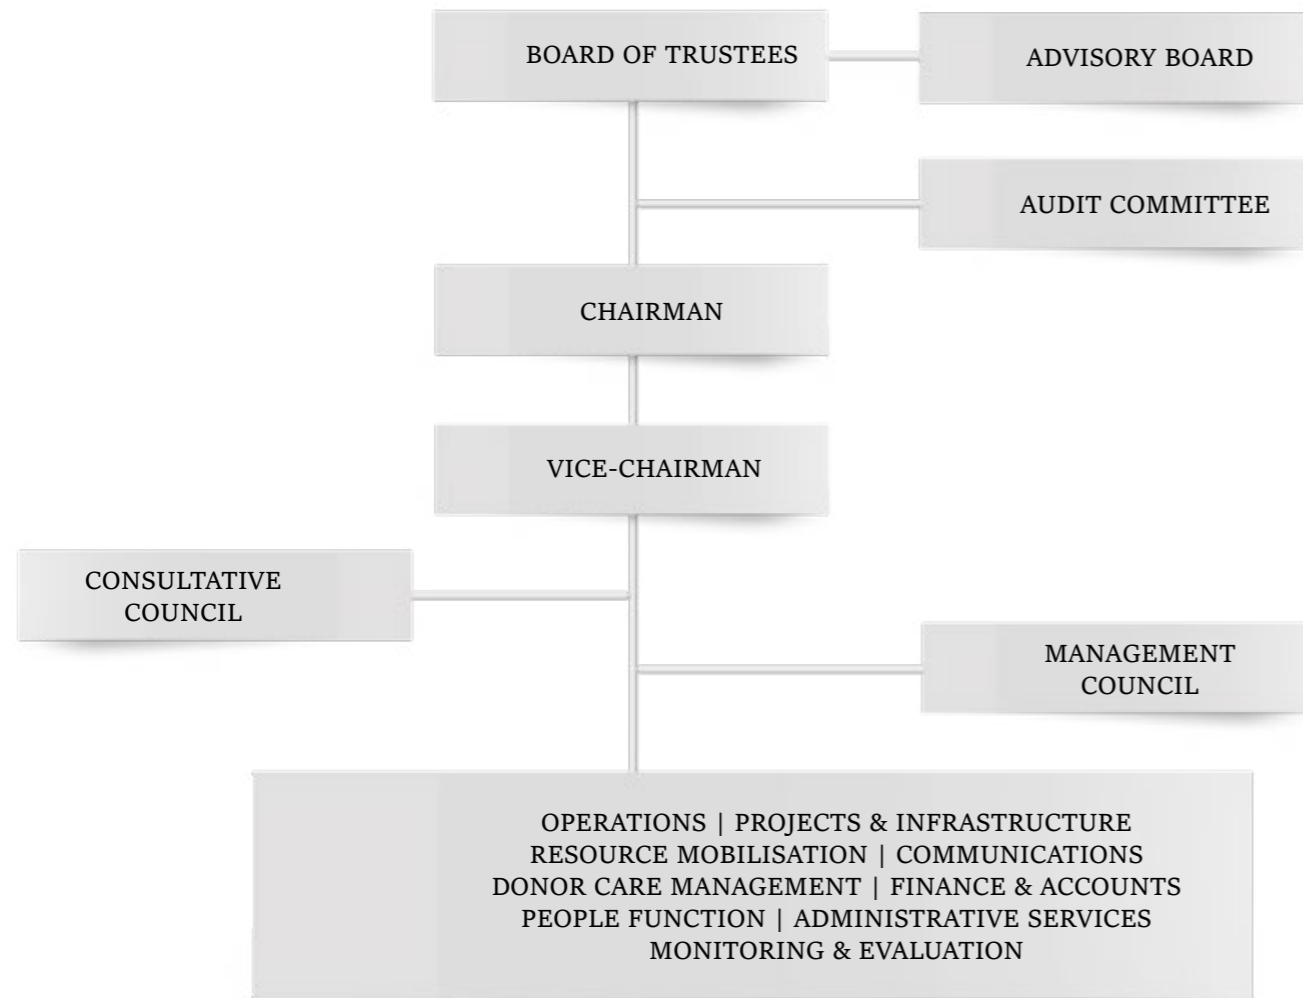 BOARD OF TRUSTEES
ADVISORY BOARD
AUDIT COMMITTEE
CHAIRMAN
VICE-CHAIRMAN
CONSULTATIVE
COUNCIL
MANAGEMENT
COUNCIL
OPERATIONS | PROJECTS & INFRASTRUCTURE
RESOURCE MOBILISATION | COMMUNICATIONS
DONOR CARE MANAGEMENT | FINANCE & ACCOUNTS
PEOPLE FUNCTION | ADMINISTRATIVE SERVICES
MONITORING & EVALUATION